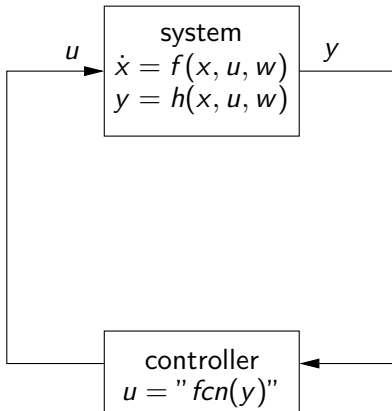 system
u
ẋ = f(x, u, w)
y
y = h(x, u, w)
controller
u = ” fcn(y)”